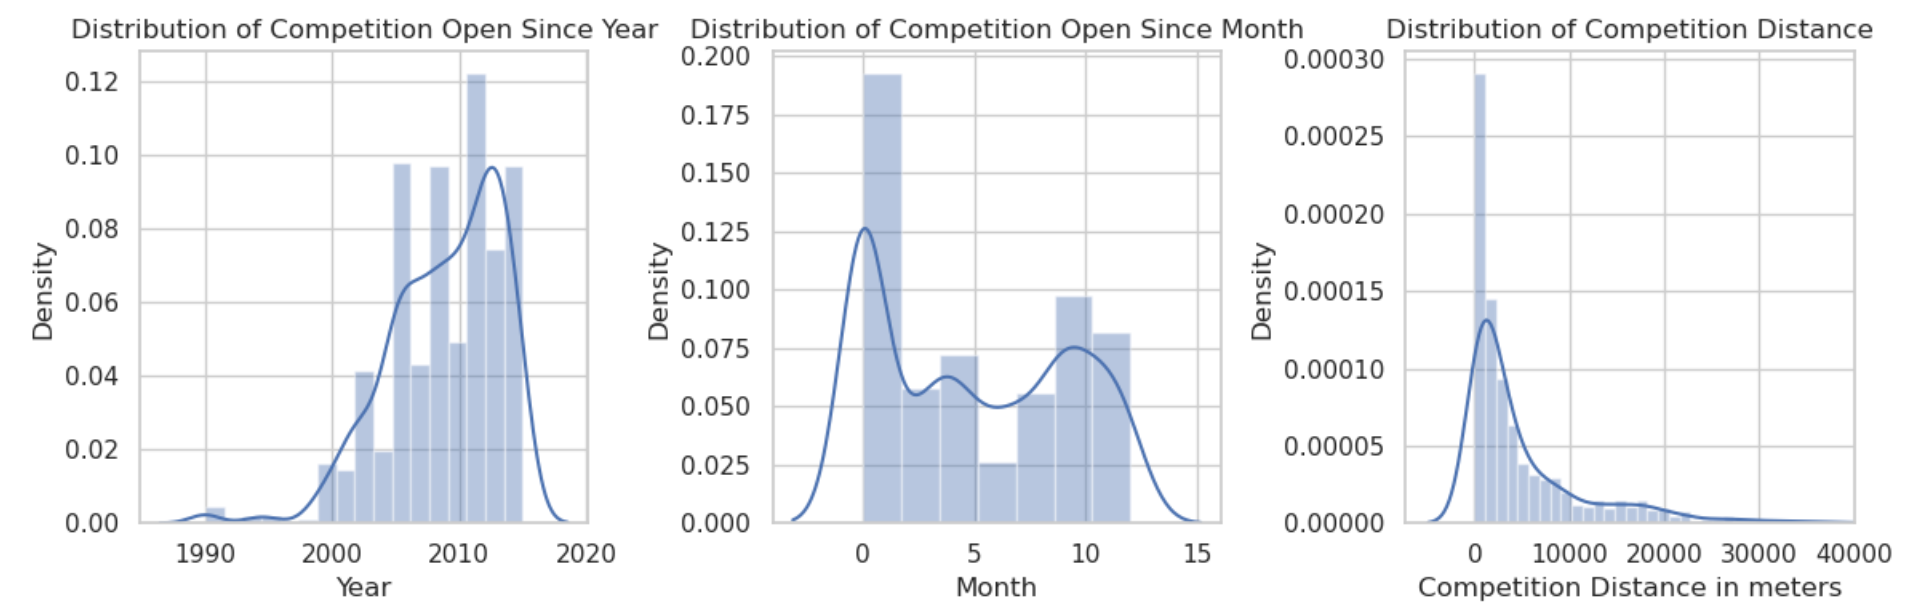 Distribution of Competition Open Since Year
0.12
0.10
0.08
0.06
0.04
0.02
0.00
Density
1990 2000 2010 2020
Year
Distribution of Competition Open Since Month
0.200
0.175
0.150
0.125
0.100
0.075
0.050
0.025
0.000
Density
0 5 10 15
Month
Distribution of Competition Distance
0.00030
0.00025
0.00020
0.00015
0.00010
0.00005
0.00000
Density
0 10000 20000 30000 40000
Competition Distance in meters